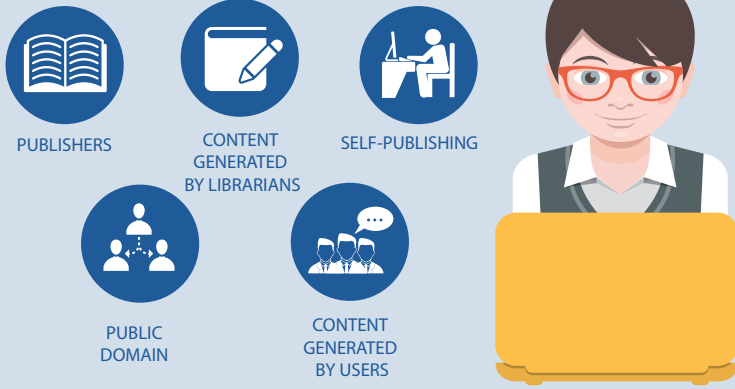 PUBLISHERS
CONTENT
GENERATED
BY LIBRARIANS
SELF-PUBLISHING
PUBLIC
DOMAIN
CONTENT
GENERATED
BY USERS